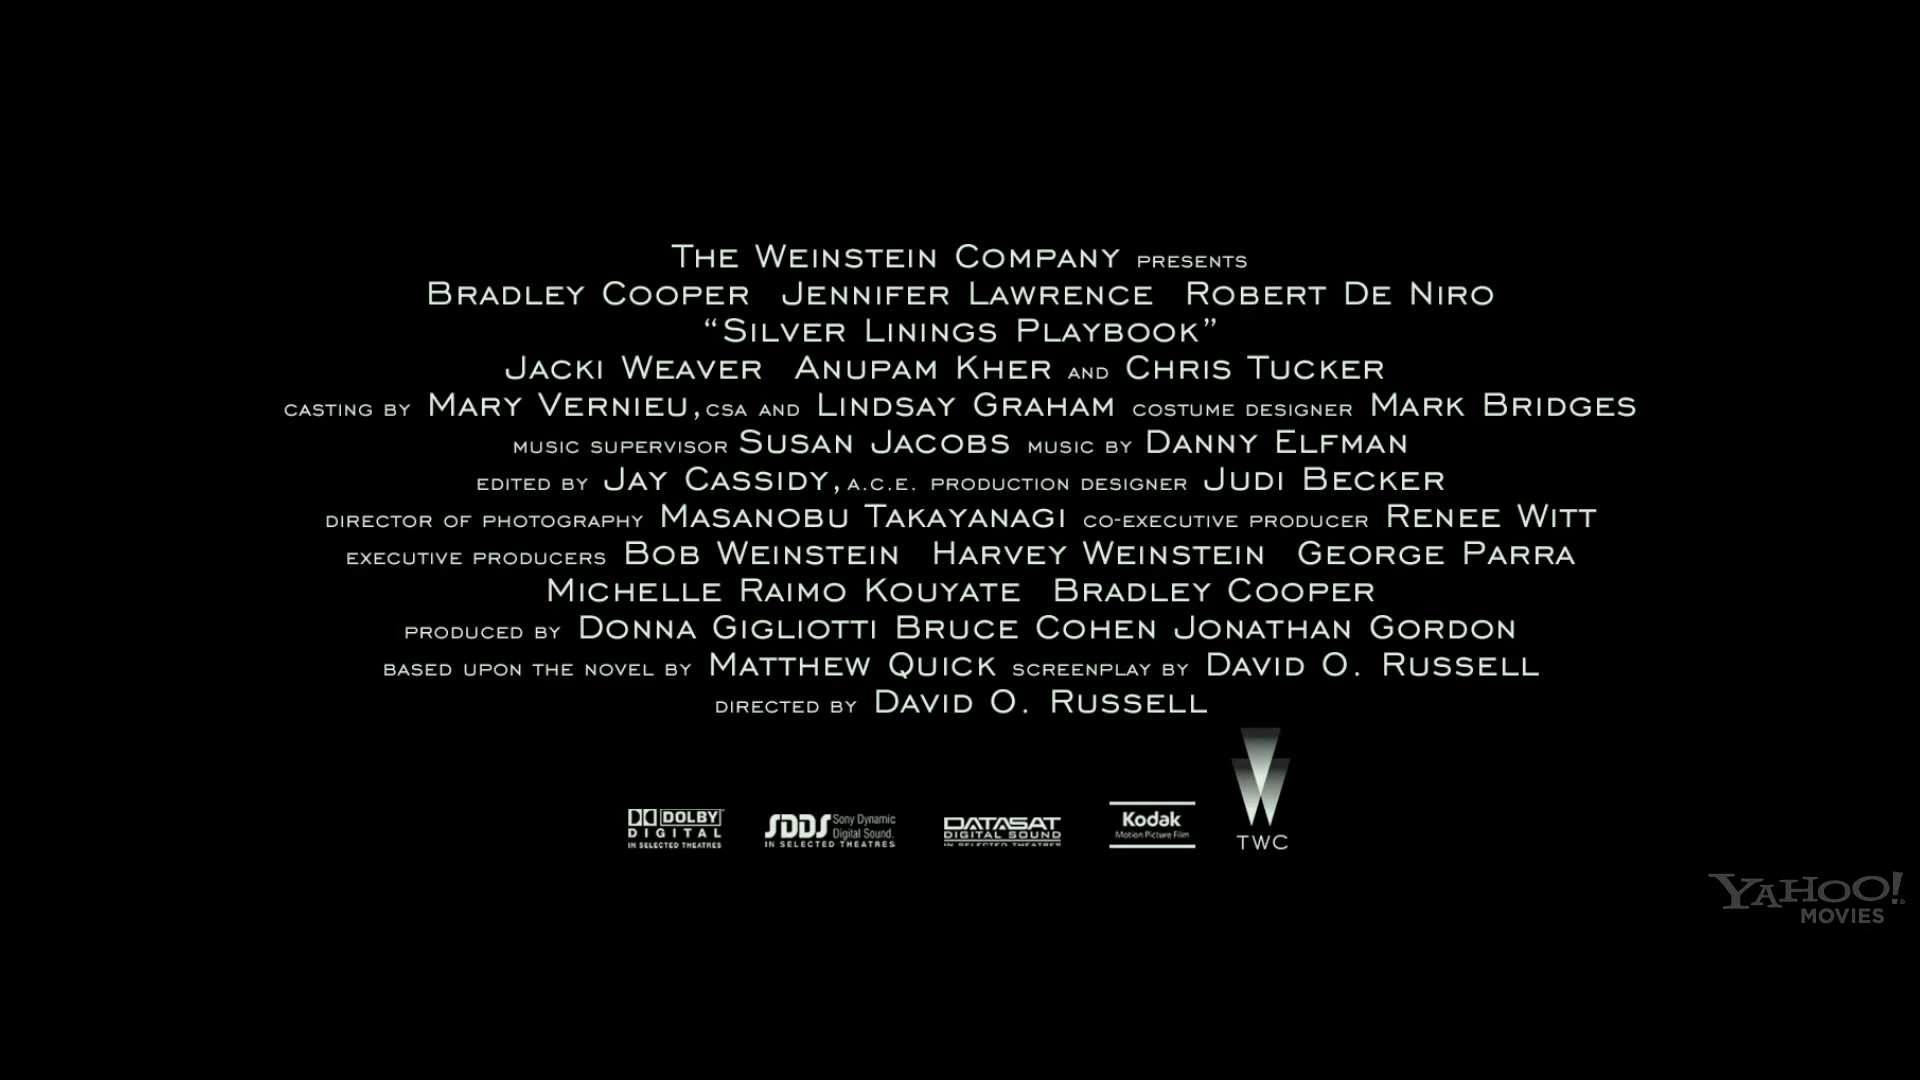 THE WEINSTEIN COMPANY PRESENTS
BRADLEY COOPER JENNIFER LAWRENCE ROBERT DE NIRO
“SILVER LININGS PLAYBOOK”
JACKI WEAVER ANUPAM KHER AND CHRIS TUCKER
CASTING BY MARY VERNIEU, CSA AND LINDSAY GRAHAM COSTUME DESIGNER MARK BRIDGES
MUSIC SUPERVISOR SUSAN JACOBS MUSIC BY DANNY ELFMAN
EDITED BY JAY CASSIDY, A.C.E. PRODUCTION DESIGNER JUDI BECKER
DIRECTOR OF PHOTOGRAPHY MASANOBU TAKAYANAGI CO-EXECUTIVE PRODUCER RENEE WITT
EXECUTIVE PRODUCERS BOB WEINSTEIN HARVEY WEINSTEIN GEORGE PARRA
MICHELLE RAIMO KOUYATE BRADLEY COOPER
PRODUCED BY DONNA GIGLIOTTI BRUCE COHEN JONATHAN GORDON
BASED UPON THE NOVEL BY MATTHEW QUICK SCREENPLAY BY DAVID O. RUSSELL
DIRECTED BY DAVID O. RUSSELL
DOLBY
DIGITAL
IN SELECTED THEATRES
SDDS Sony Dynamic
Digital Sound.
IN SELECTED THEATRES
DATASAT
DIGITAL SOUND
IN SELECTED THEATRES
Kodak
Motion Picture Film
TWC
YAHOO!
MOVIES